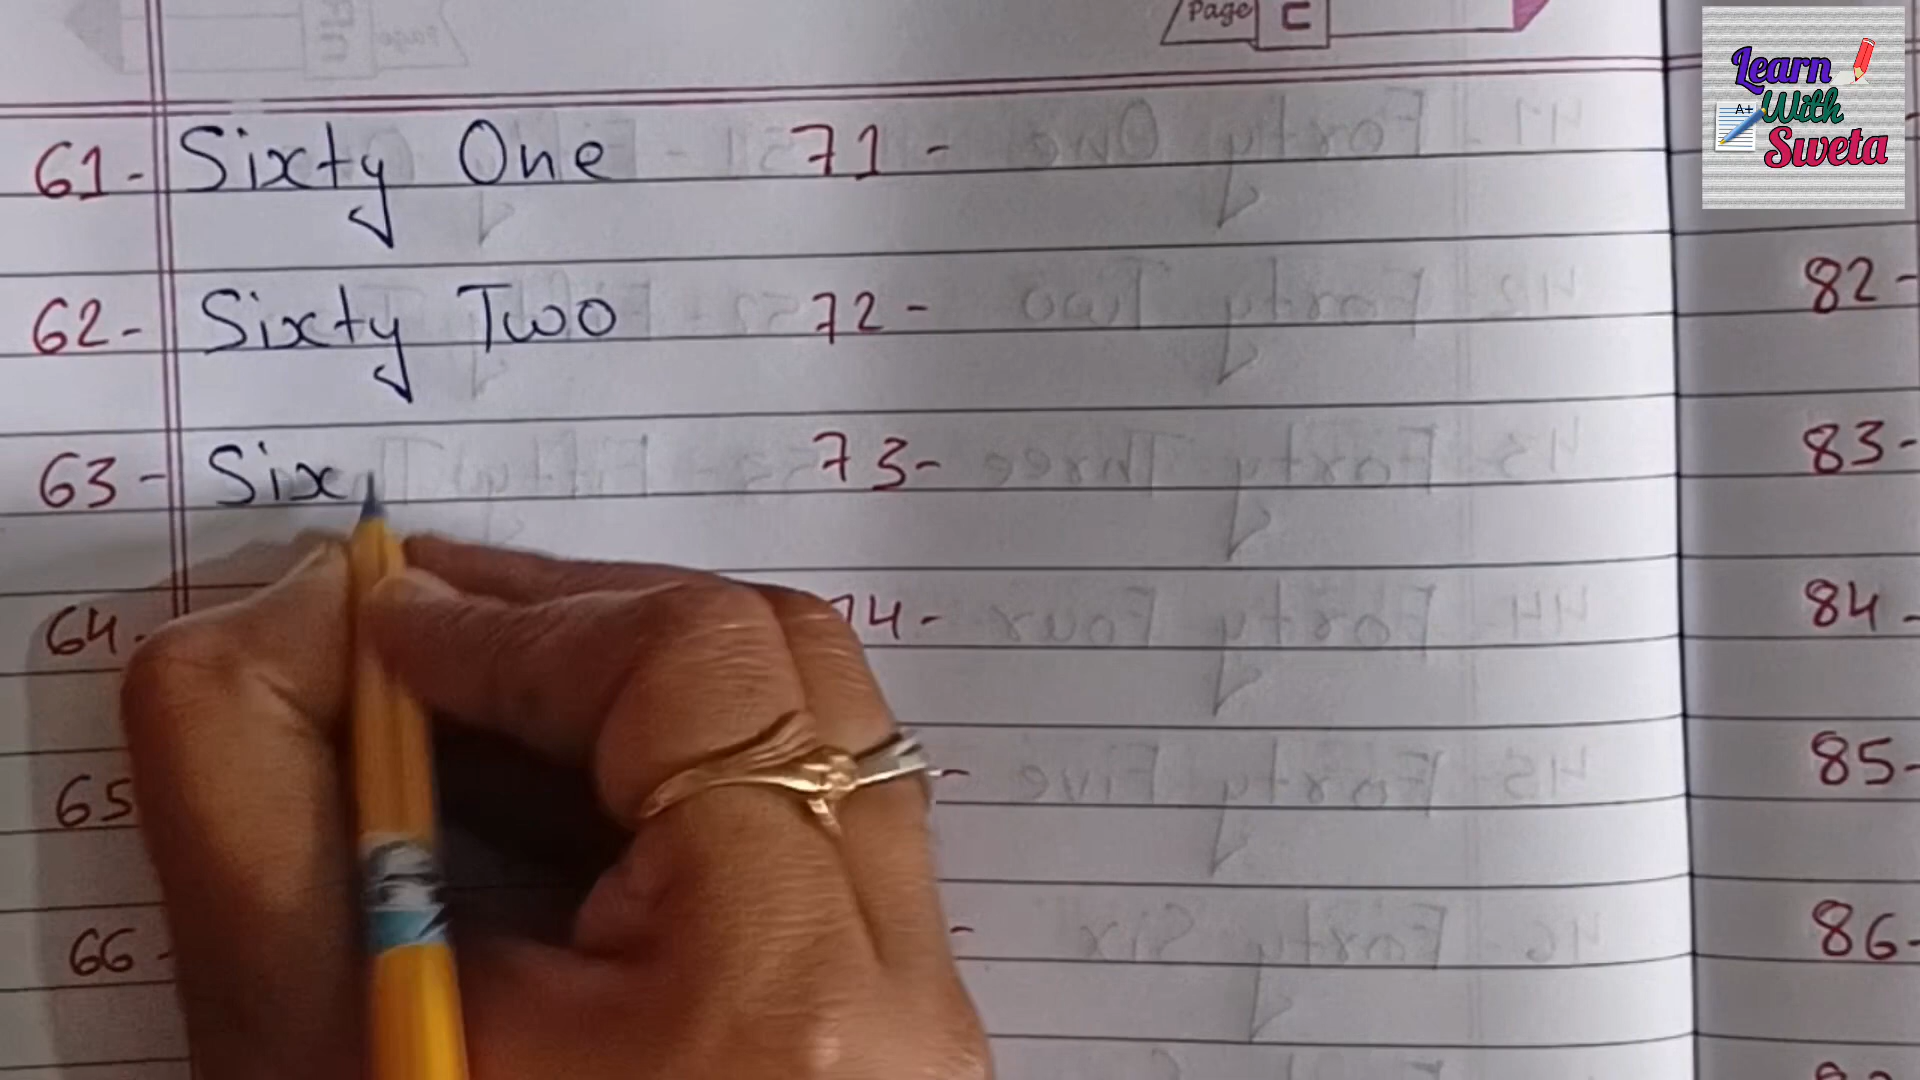 Page
Learn
With
Sweta
A+
61- Sixty One 71-
62- Sixty Two 72- 82-
63- Six 73- 83-
64- 74- 84-
65 - 85-
66- - 86-